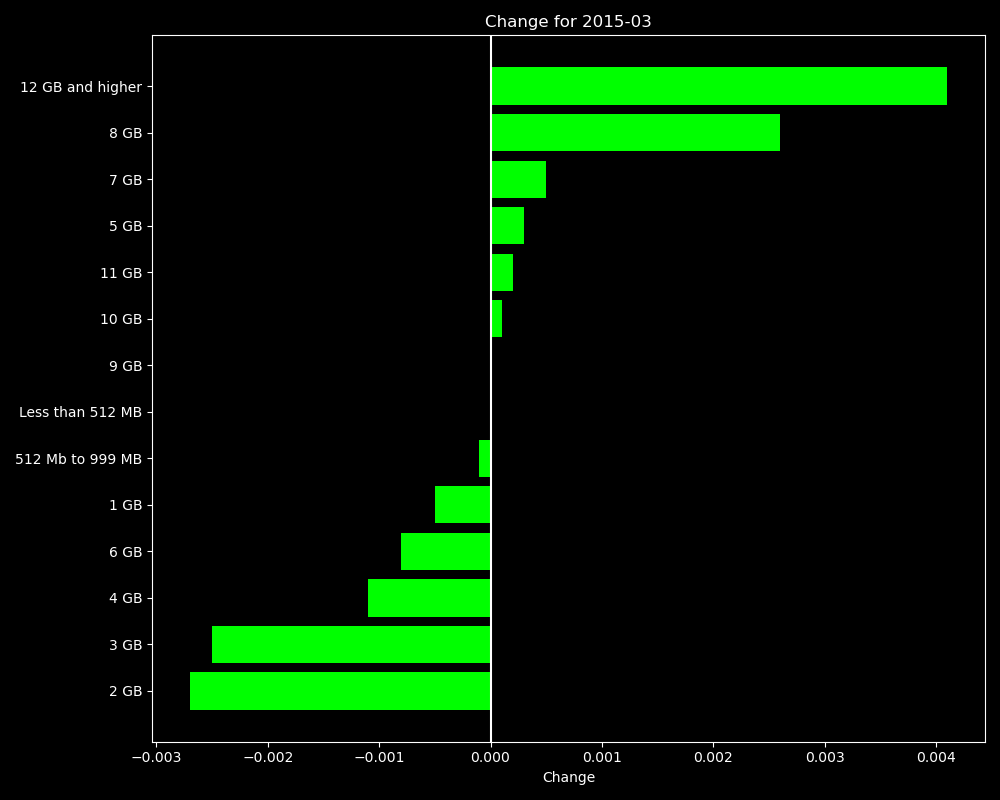 Change for 2015-03
12 GB and higher
8 GB
7 GB
5 GB
11 GB
10 GB
9 GB
Less than 512 MB
512 Mb to 999 MB
1 GB
6 GB
4 GB
3 GB
2 GB
−0.003 −0.002 −0.001 0.000 0.001 0.002 0.003 0.004
Change